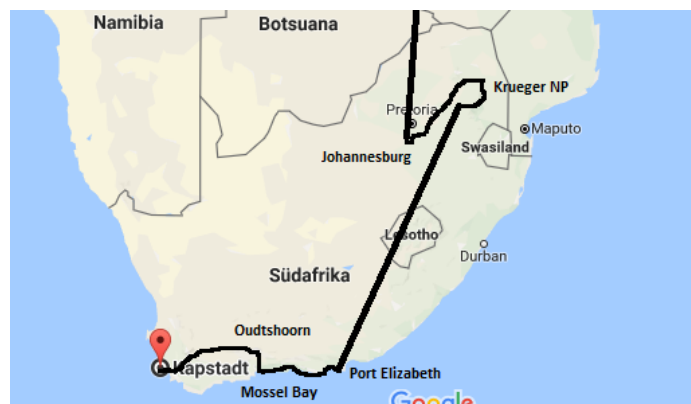 Namibia
Botsuana
Krueger NP
Pretoria
Maputo
Johannesburg
Swasiland
Lesotho
Durban
Südafrika
Oudtshoorn
Kapstadt
Port Elizabeth
Mossel Bay
Google